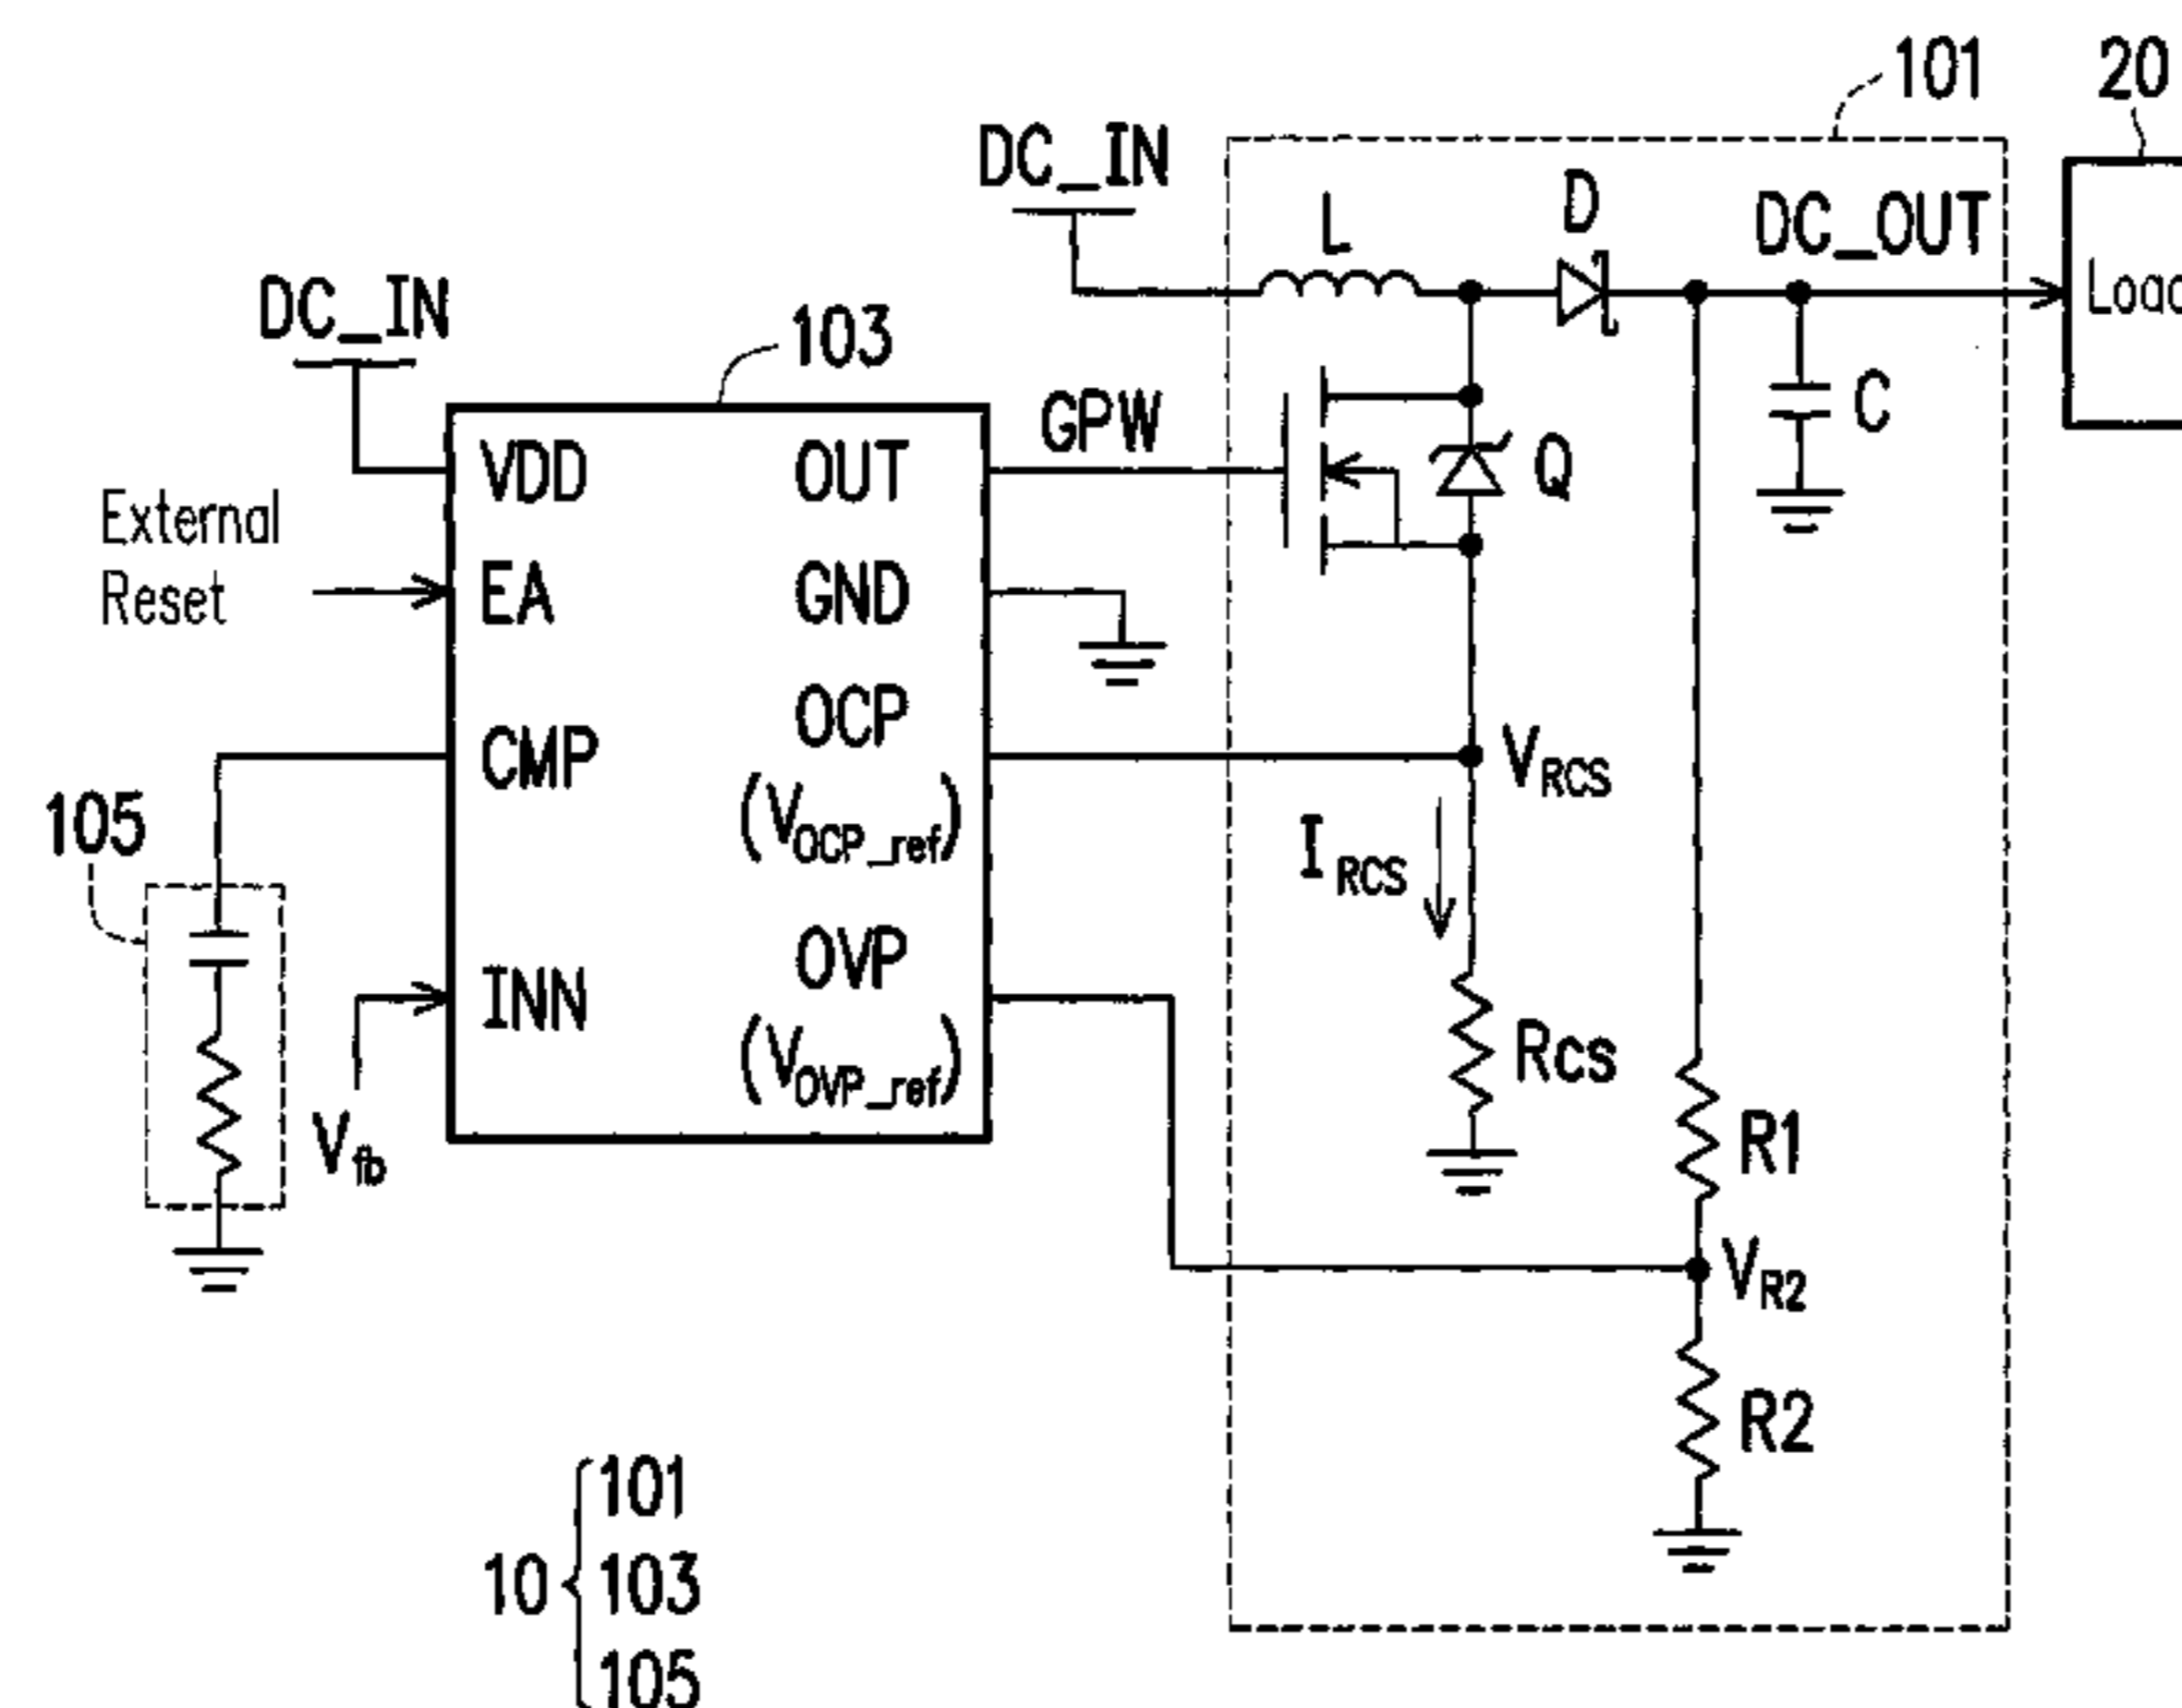 101
20
DC_IN
L
D
DC_OUT
DC_IN
103
GPW
C
Q
VDD
OUT
External
Reset
EA
GND
CMP
OCP
(VOCP_ref)
VRCS
IRCS
105
INN
OVP
(VOVP_ref)
Vfb
Rcs
R1
VR2
R2
10 { 101
103
105